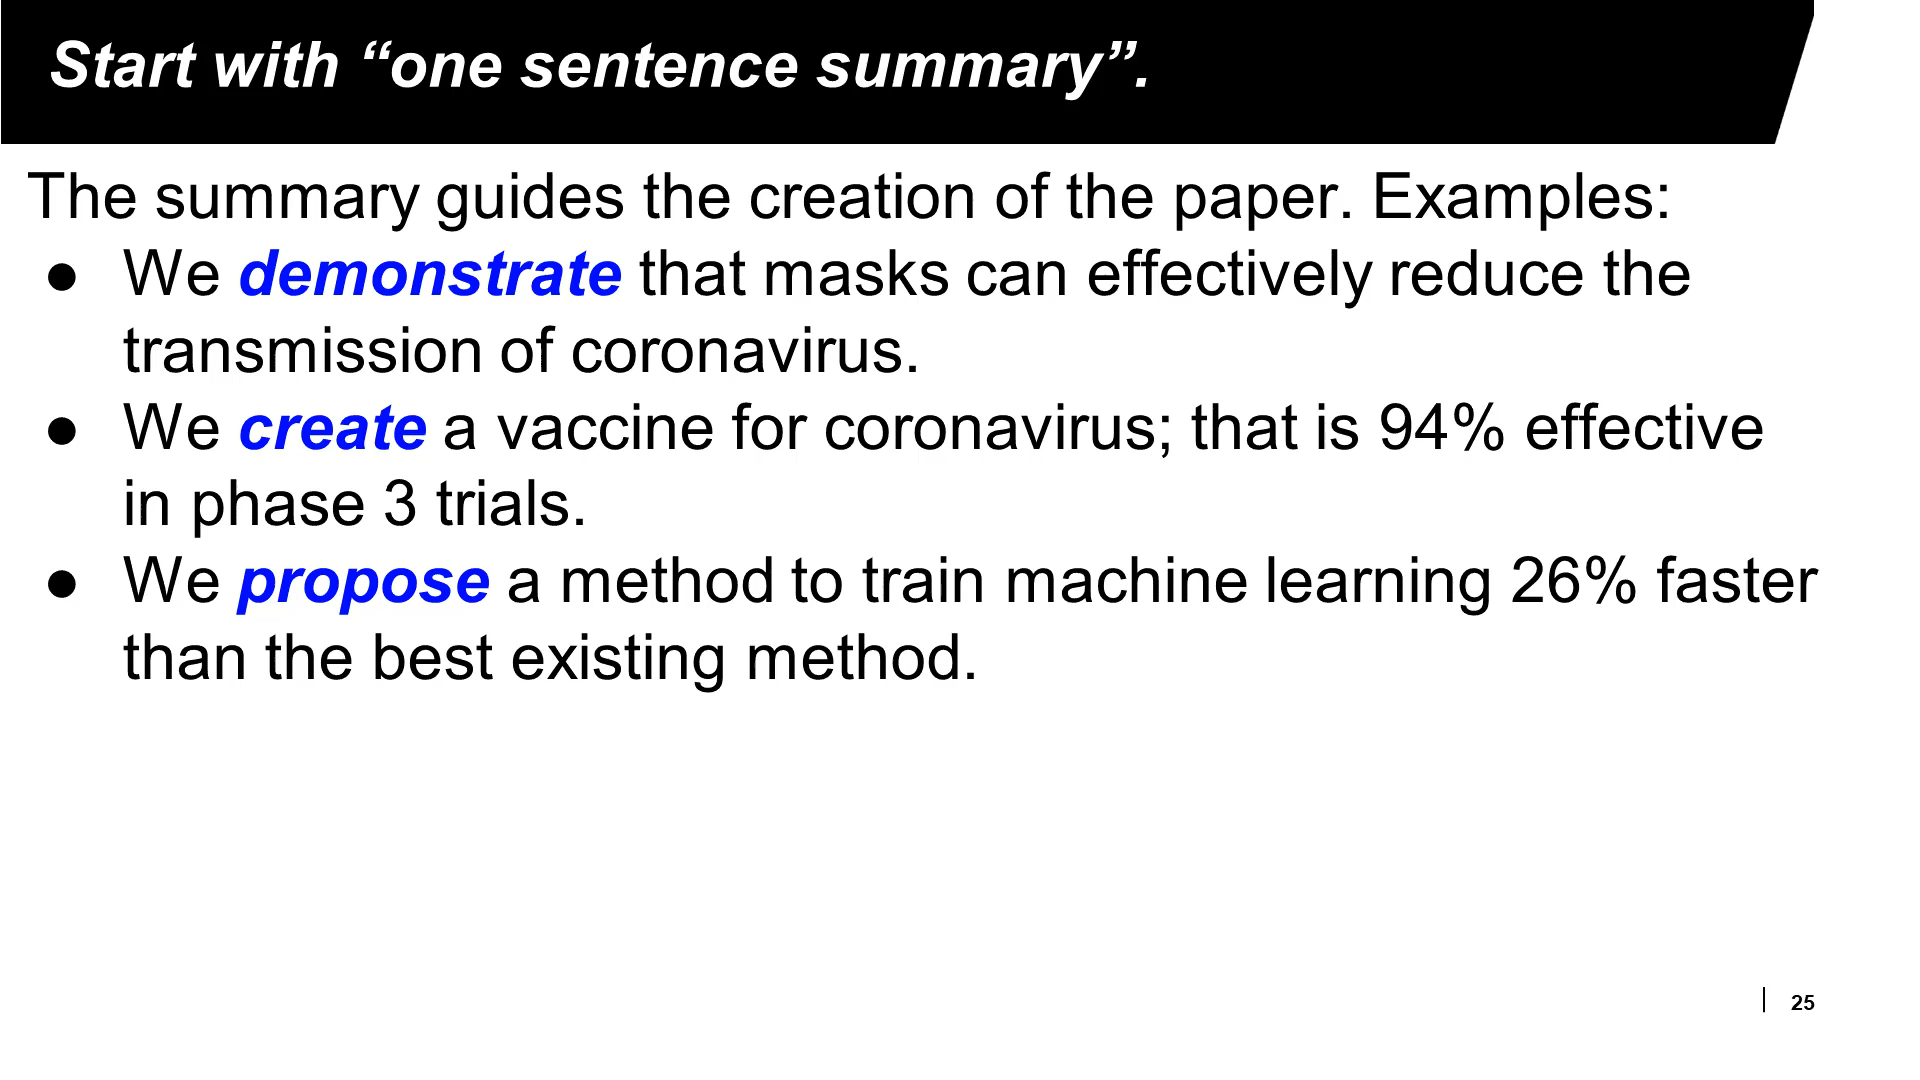 Start with “one sentence summary”.
The summary guides the creation of the paper. Examples:
● We demonstrate that masks can effectively reduce the
transmission of coronavirus.
● We create a vaccine for coronavirus; that is 94% effective
in phase 3 trials.
● We propose a method to train machine learning 26% faster
than the best existing method.
25